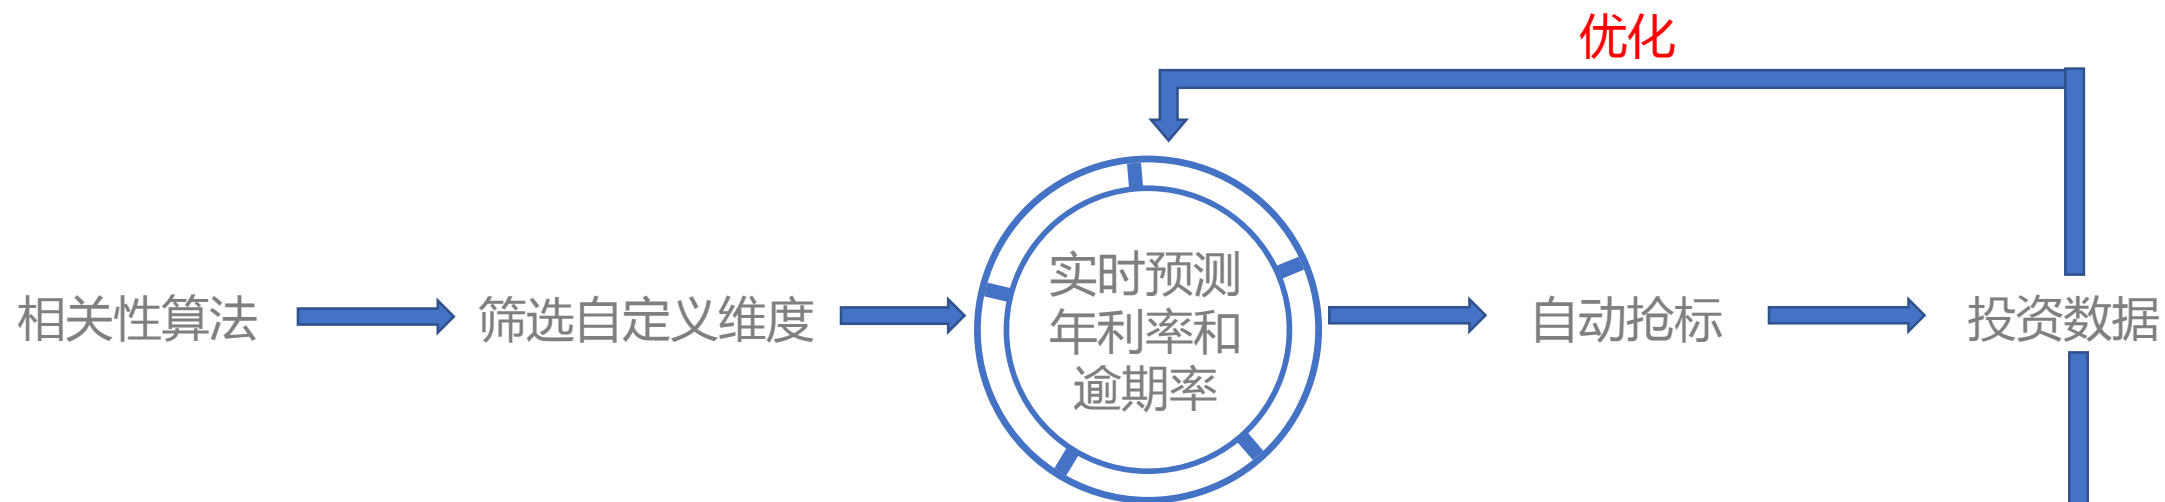 优化
相关性算法
筛选自定义维度
实时预测
年利率和
逾期率
自动抢标
投资数据